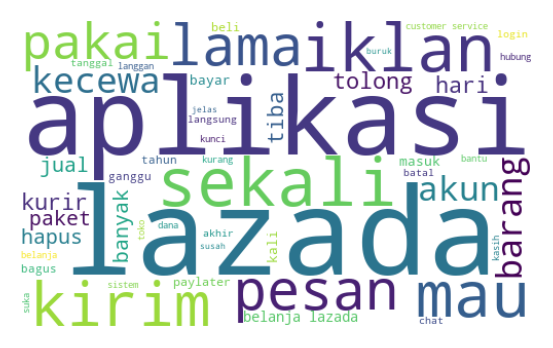 customer service
beli
login
pakai
lama
iklan
tanggal
langgan
buruk
hubung
kecewa
bayar
tolong
hari
aplikasi
jelas
langsung
tiba
kunci
jual
tahun
kurang
masuk
bantu
ganggu
sekali
batal
akun
barang
kurir
paket
banyak
lazada
hapus
toko
dana
akhir
susah
kali
kasih
belanja
bagus
suka
kirim
sistem
paylater
pesan
mau
belanja lazada
chat